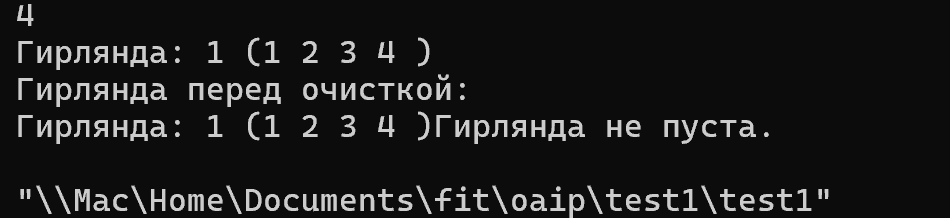 4
Гирлянда: 1 (1 2 3 4 )
Гирлянда перед очисткой:
Гирлянда: 1 (1 2 3 4 )Гирлянда не пуста.
"\\Mac\Home\Documents\fit\oaip\test1\test1"